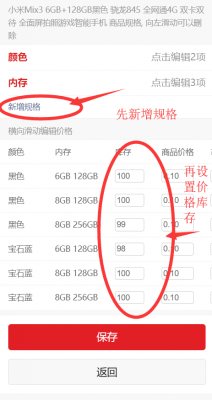 小米Mix3 6GB+128GB黑色 骁龙845 全网通4G 双卡双
待 全面屏拍照游戏智能手机 商品规格, 向左滑动可以删
除
颜色 点击编辑2项
内存 点击编辑3项
新增规格
先新增规格
横向滑动编辑价格
颜色 内存 库存 商品价格
黑色 6GB 128GB 100 0.10
黑色 8GB 128GB 100 0.10
黑色 8GB 256GB 99 0.10
宝石蓝 6GB 128GB 98 0.10
宝石蓝 8GB 128GB 100 0.10
宝石蓝 8GB 256GB 100 0.10
再设
置价
格库
存
保存
返回